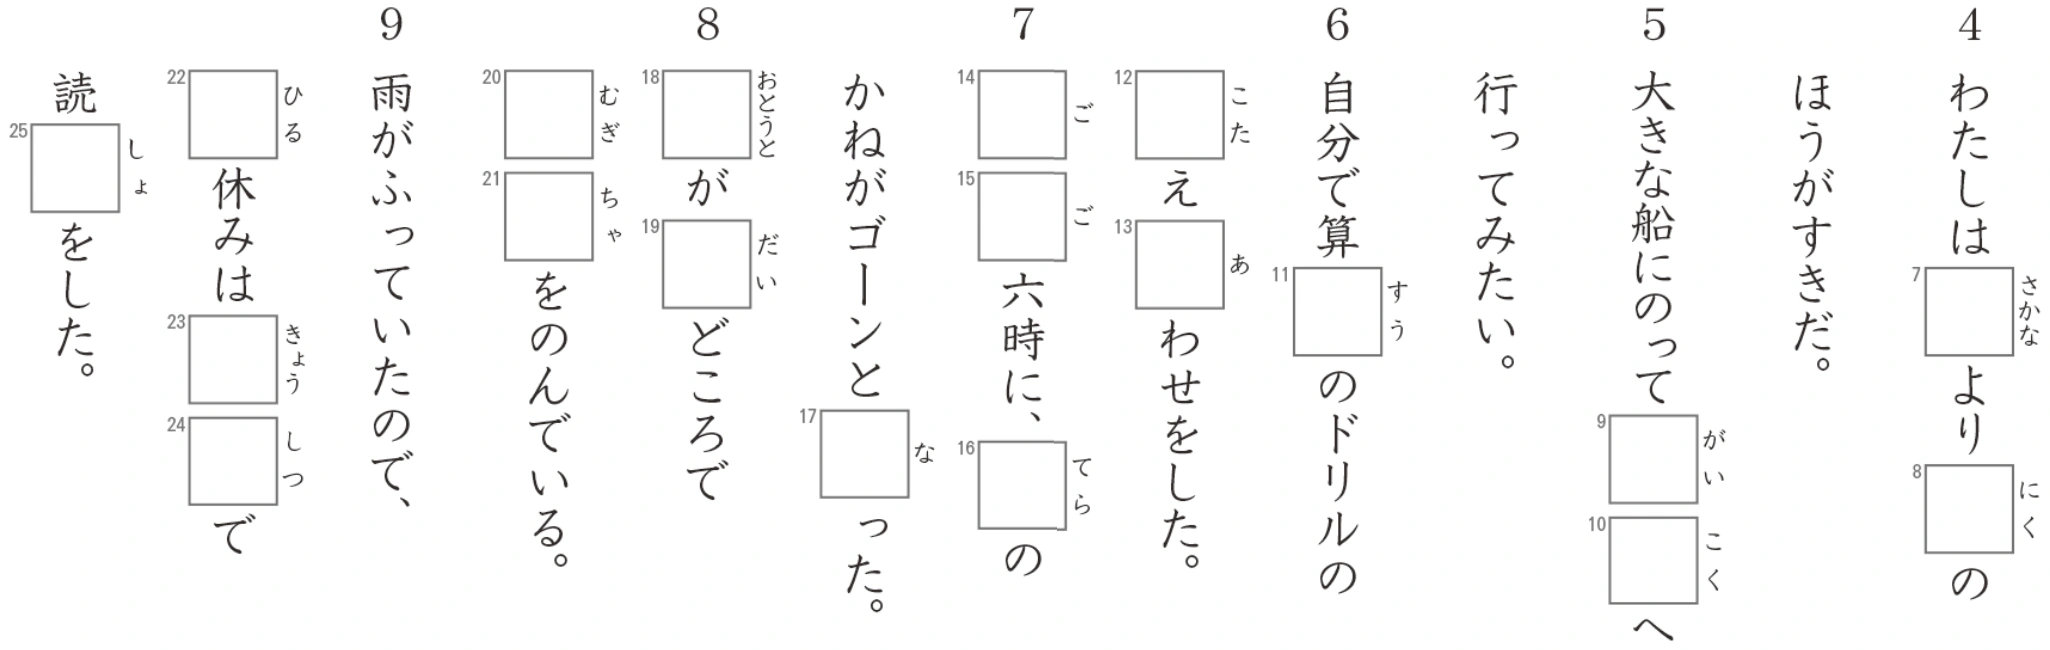 4
わたしは
7
さかな
より
8
にく
の
ほうがすきだ。
5
大きな船にのって
9
がい
10
こく
へ
行ってみたい。
6
自分で算
11
すう
のドリルの
12
こた
え
13
あ
わせをした。
7
14
ご
15
ご
六時に、
16
てら
の
かねがゴーンと
17
な
った。
8
18
おとうと
が
19
だい
どころで
20
むぎ
21
ちゃ
をのんでいる。
9
雨がふっていたので、
22
ひる
休みは
23
きょう
24
しつ
で
読
25
しょ
をした。